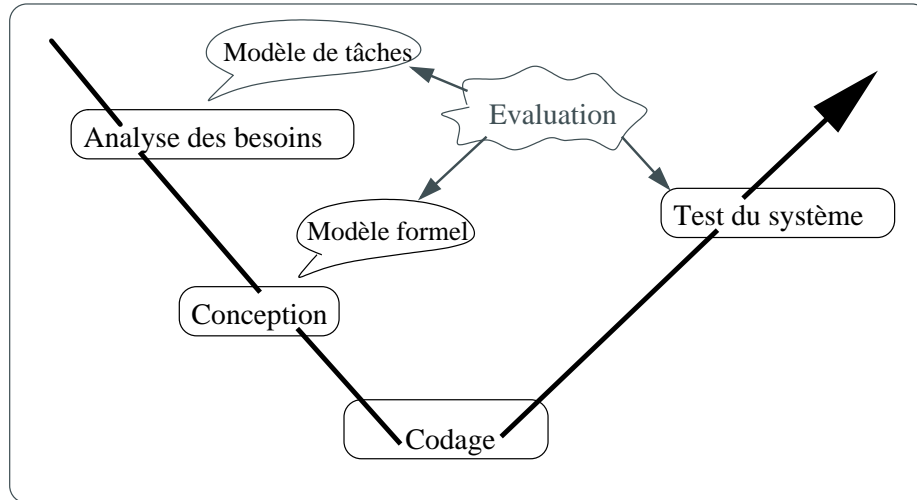 Modèle de tâches
Evaluation
Analyse des besoins
Test du système
Modèle formel
Conception
Codage